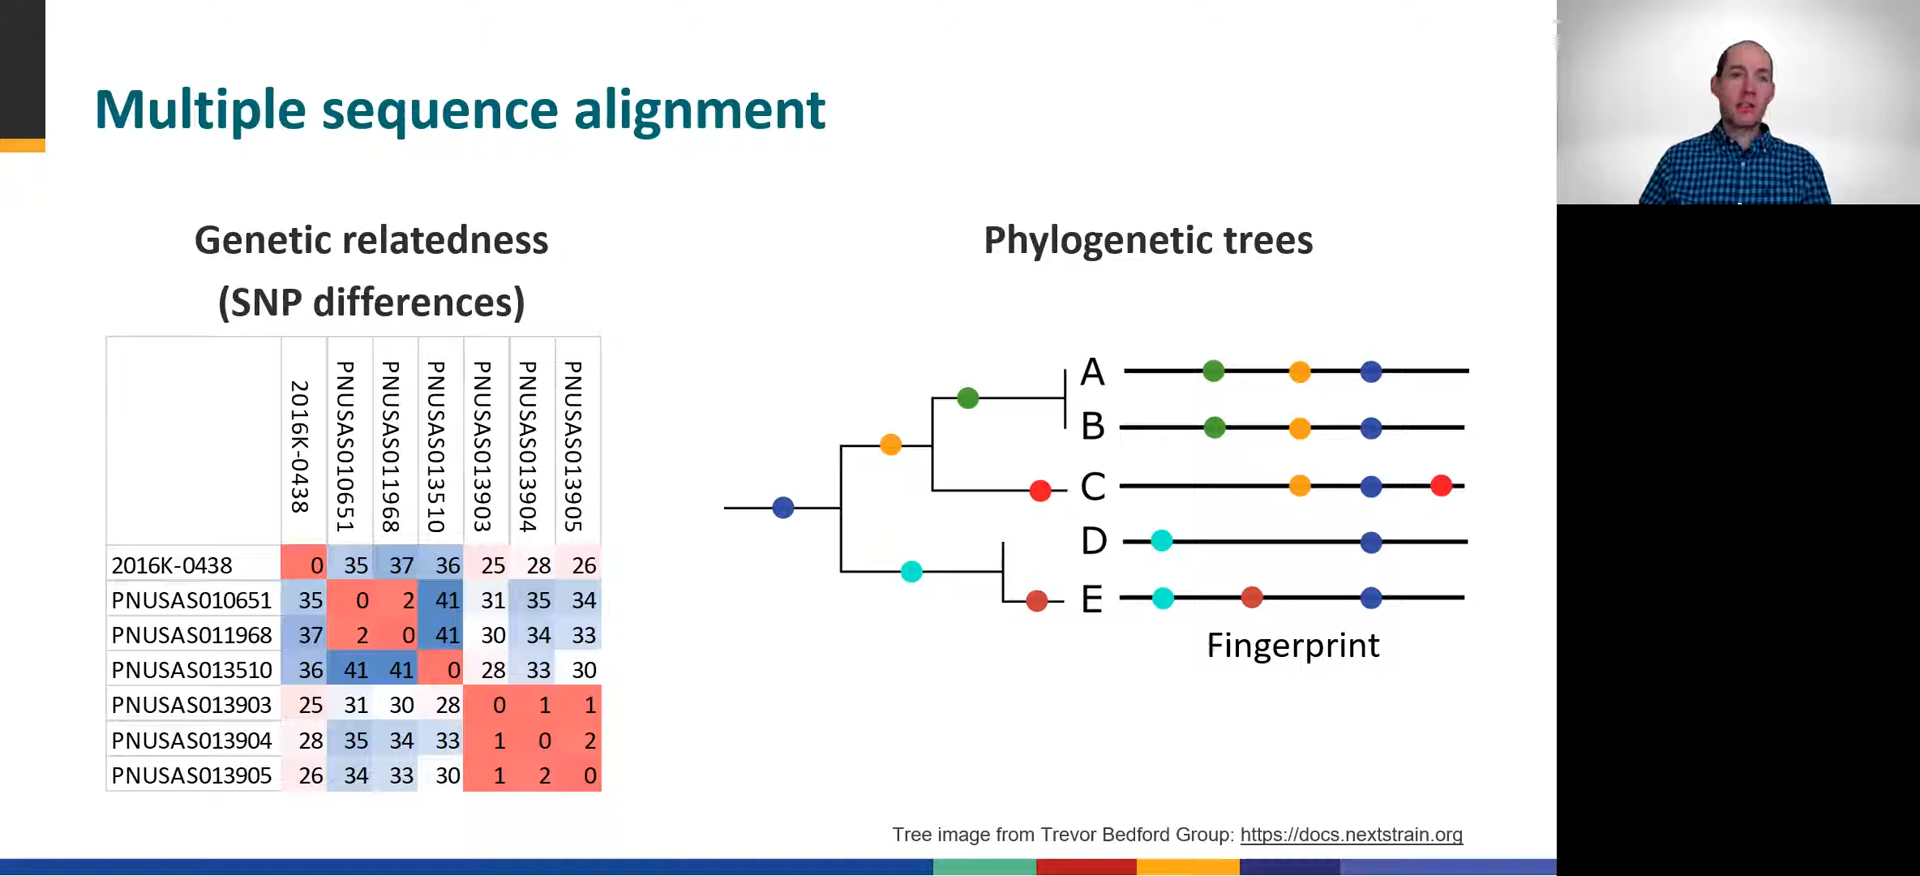 Multiple sequence alignment
Genetic relatedness
(SNP differences)
2016K-0438 PNUSAS010651 PNUSAS011968 PNUSAS013510 PNUSAS013903 PNUSAS013904 PNUSAS013905
2016K-0438 0 35 37 36 25 28 26
PNUSAS010651 35 0 2 41 31 35 34
PNUSAS011968 37 2 0 41 30 34 33
PNUSAS013510 36 41 41 0 28 33 30
PNUSAS013903 25 31 30 28 0 1 1
PNUSAS013904 28 35 34 33 1 0 2
PNUSAS013905 26 34 33 30 1 2 0
Phylogenetic trees
A
B
C
D
E
Fingerprint
Tree image from Trevor Bedford Group: https://docs.nextstrain.org